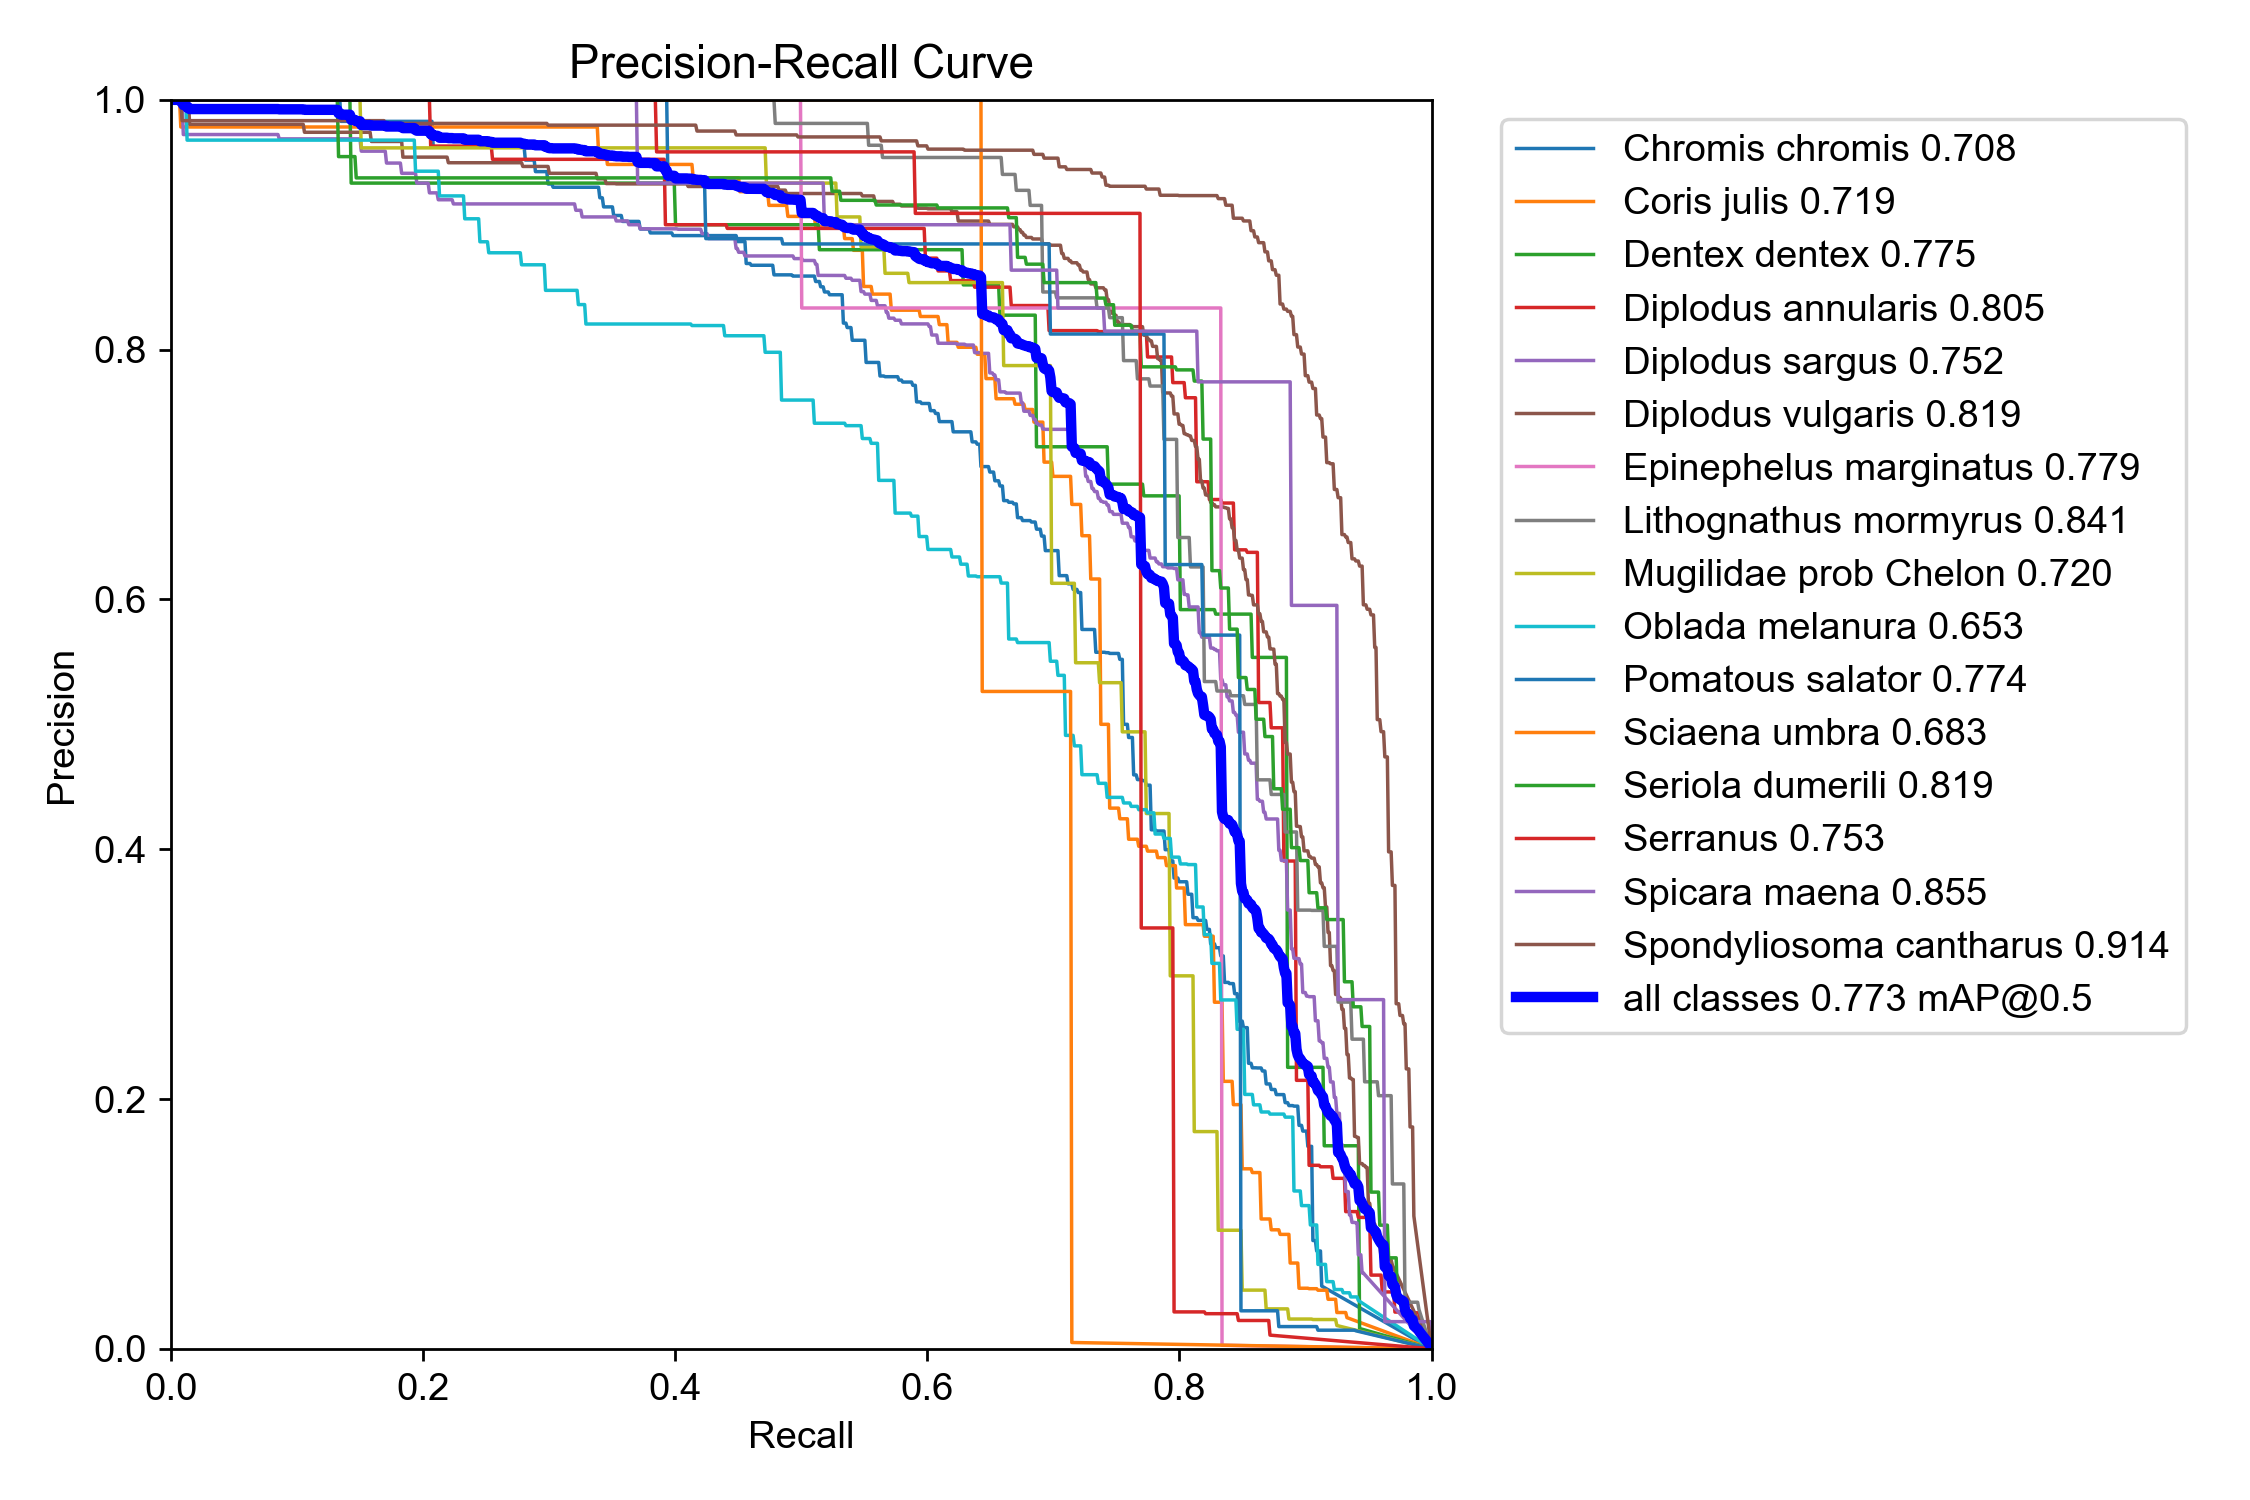 Precision-Recall Curve
1.0
0.8
0.6
0.4
0.2
0.0
Precision
0.0 0.2 0.4 0.6 0.8 1.0
Recall
Chromis chromis 0.708
Coris julis 0.719
Dentex dentex 0.775
Diplodus annularis 0.805
Diplodus sargus 0.752
Diplodus vulgaris 0.819
Epinephelus marginatus 0.779
Lithognathus mormyrus 0.841
Mugilidae prob Chelon 0.720
Oblada melanura 0.653
Pomatous salator 0.774
Sciaena umbra 0.683
Seriola dumerili 0.819
Serranus 0.753
Spicara maena 0.855
Spondyliosoma cantharus 0.914
all classes 0.773 mAP@0.5